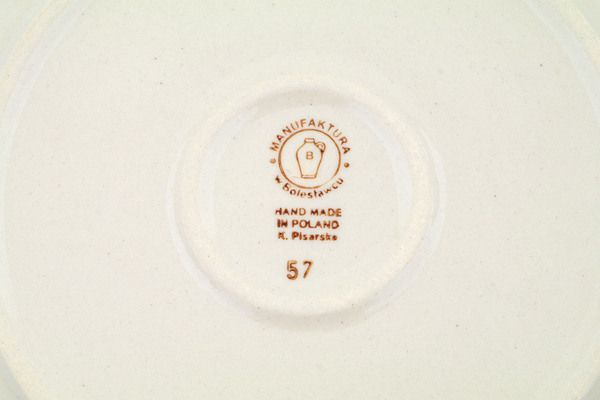 MANUFAKTURA
B
w Bolesławcu
HAND MADE
IN POLAND
K. Pisarska
57